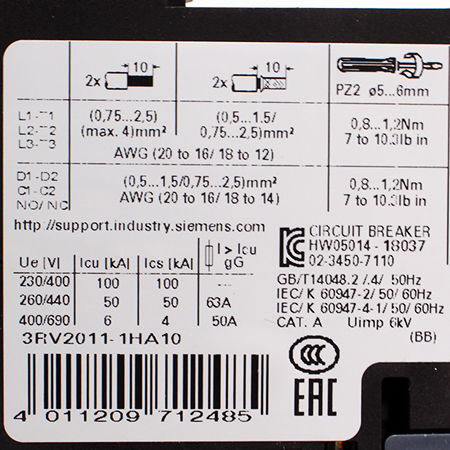 10 10
2x 2x PZ2 ø5...6mm
L1-T1 (0,75...2,5) (0,5...1,5/ 0,8...1,2Nm
L2-T2 (max. 4)mm² 0,75...2,5)mm² 7 to 10.3lb in
L3-T3 AWG (20 to 16/ 18 to 12)
D1-D2 (0,5...1,5/0,75...2,5)mm² 0,8...1,2Nm
C1-C2 AWG (20 to 16/ 18 to 14) 7 to 10.3lb in
NO/ NC
http://support.industry.siemens.com
CIRCUIT BREAKER
HW05014-18037
02-3450-7110
Ue [V] Icu [kA] Ics [kA] I > Icu gG
230/400 100 100 ---
260/440 50 50 63A
400/690 6 4 50A
GB/T14048.2 /.4/ 50Hz
IEC/ K 60947-2/ 50/ 60Hz
IEC/ K 60947-4-1/ 50/ 60Hz
CAT. A Uimp 6kV
3RV2011-1HA10 (BB)
CCC
EAC
4 011209 712485